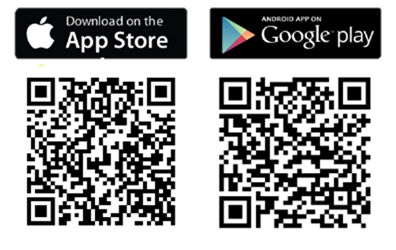 Download on the
App Store
ANDROID APP ON
Google play